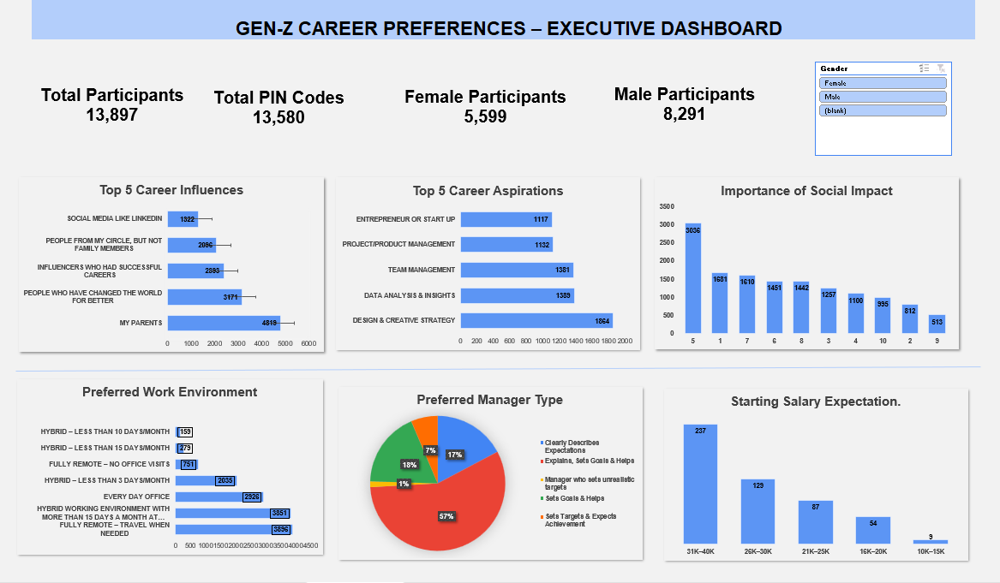 GEN-Z CAREER PREFERENCES – EXECUTIVE DASHBOARD
Total Participants
13,897
Total PIN Codes
13,580
Female Participants
5,599
Male Participants
8,291
Gender
Female
Male
(blank)
Top 5 Career Influences
SOCIAL MEDIA LIKE LINKEDIN
1322
PEOPLE FROM MY CIRCLE, BUT NOT
FAMILY MEMBERS
2086
INFLUENCERS WHO HAD SUCCESSFUL
CAREERS
2393
PEOPLE WHO HAVE CHANGED THE WORLD
FOR BETTER
3171
MY PARENTS
4819
0 1000 2000 3000 4000 5000 6000
Top 5 Career Aspirations
ENTREPRENEUR OR START UP
1117
PROJECT/PRODUCT MANAGEMENT
1132
TEAM MANAGEMENT
1381
DATA ANALYSIS & INSIGHTS
1389
DESIGN & CREATIVE STRATEGY
1864
0 200 400 600 800 1000 1200 1400 1600 1800 2000
Importance of Social Impact
3500
3000
2500
2000
1500
1000
500
0
3036
1681
1610
1451
1442
1257
1100
995
812
513
5 1 7 6 8 3 4 10 2 9
Preferred Work Environment
HYBRID – LESS THAN 10 DAYS/MONTH
159
HYBRID – LESS THAN 15 DAYS/MONTH
279
FULLY REMOTE – NO OFFICE VISITS
751
HYBRID – LESS THAN 3 DAYS/MONTH
2035
EVERY DAY OFFICE
2926
HYBRID WORKING ENVIRONMENT WITH
MORE THAN 15 DAYS A MONTH AT...
3851
FULLY REMOTE – TRAVEL WHEN
NEEDED
3896
0 500 1000 1500 2000 2500 3000 3500 4000 4500
Preferred Manager Type
17%
57%
1%
18%
7%
Clearly Describes
Expectations
Explains, Sets Goals & Helps
Manager who sets unrealistic
targets
Sets Goals & Helps
Sets Targets & Expects
Achievement
Starting Salary Expectation.
237
129
87
54
9
31K–40K 26K–30K 21K–25K 16K–20K 10K–15K